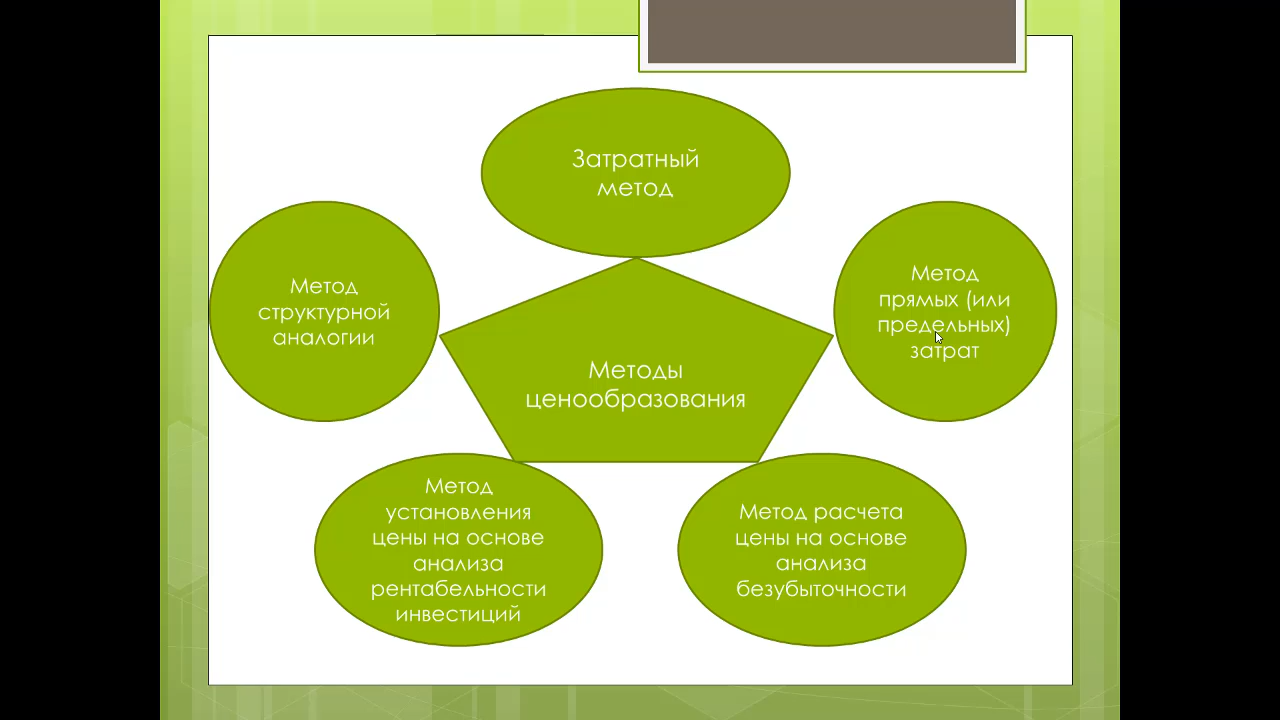 Затратный
метод
Метод
структурной
аналогии
Метод
прямых (или
предельных)
затрат
Методы
ценообразования
Метод
установления
цены на основе
анализа
рентабельности
инвестиций
Метод расчета
цены на основе
анализа
безубыточности